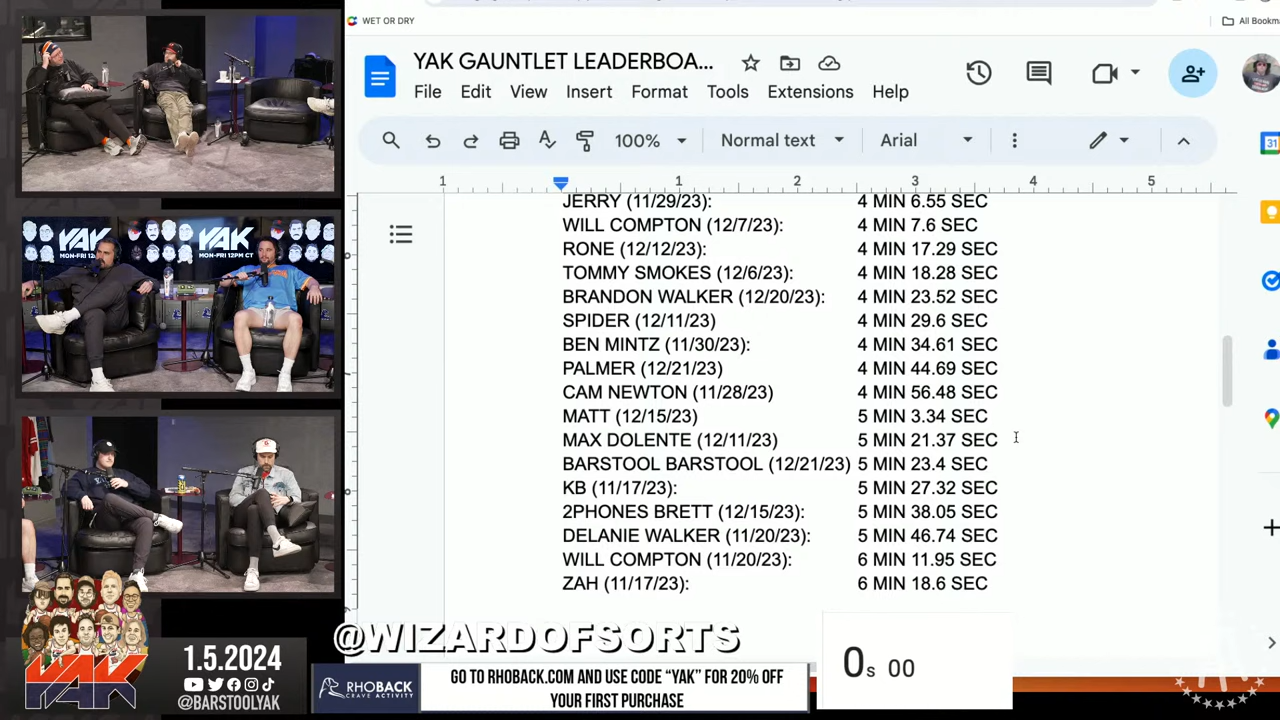 WET OR DRY
All Bookm
YAK GAUNTLET LEADERBOA...
File Edit View Insert Format Tools Extensions Help
100% Normal text Arial
31
1 1 2 3 4 5
JERRY (11/29/23): 4 MIN 6.55 SEC
WILL COMPTON (12/7/23): 4 MIN 7.6 SEC
RONE (12/12/23): 4 MIN 17.29 SEC
TOMMY SMOKES (12/6/23): 4 MIN 18.28 SEC
BRANDON WALKER (12/20/23): 4 MIN 23.52 SEC
SPIDER (12/11/23) 4 MIN 29.6 SEC
BEN MINTZ (11/30/23): 4 MIN 34.61 SEC
PALMER (12/21/23) 4 MIN 44.69 SEC
CAM NEWTON (11/28/23) 4 MIN 56.48 SEC
MATT (12/15/23) 5 MIN 3.34 SEC
MAX DOLENTE (12/11/23) 5 MIN 21.37 SEC
BARSTOOL BARSTOOL (12/21/23) 5 MIN 23.4 SEC
KB (11/17/23): 5 MIN 27.32 SEC
2PHONES BRETT (12/15/23): 5 MIN 38.05 SEC
DELANIE WALKER (11/20/23): 5 MIN 46.74 SEC
WILL COMPTON (11/20/23): 6 MIN 11.95 SEC
ZAH (11/17/23): 6 MIN 18.6 SEC
YAK YAK
MON-FRI 12PM CT
@WIZARDOFSORTS
0s 00
YAK
1.5.2024
@BARSTOOLYAK
RHOBACK
CRAVE ACTIVITY
GO TO RHOBACK.COM AND USE CODE “YAK” FOR 20% OFF
YOUR FIRST PURCHASE